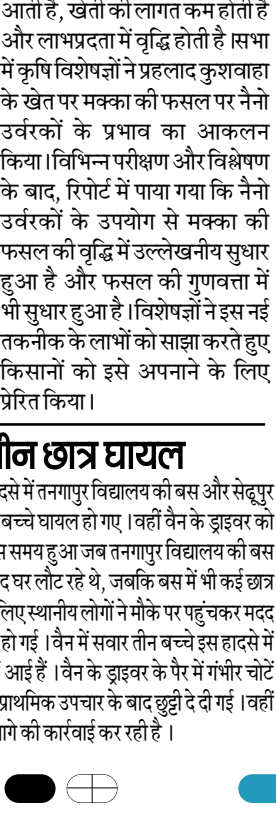 आती है, खेती की लागत कम होती है
और लाभप्रदता में वृद्धि होती है।सभा
में कृषि विशेषज्ञों ने प्रहलाद कुशवाहा
के खेत पर मक्का की फसल पर नैनो
उर्वरकों के प्रभाव का आकलन
किया।विभिन्न परीक्षण और विश्लेषण
के बाद, रिपोर्ट में पाया गया कि नैनो
उर्वरकों के उपयोग से मक्का की
फसल की वृद्धि में उल्लेखनीय सुधार
हुआ है और फसल की गुणवत्ता में
भी सुधार हुआ है।विशेषज्ञों ने इस नई
तकनीक के लाभों को साझा करते हुए
किसानों को इसे अपनाने के लिए
प्रेरित किया।
छात्र घायल
में तनगापुर विद्यालय की बस और सेढूपुर
बच्चे घायल हो गए। वहीं वैन के ड्राइवर को
समय हुआ जब तनगापुर विद्यालय की बस
घर लौट रहे थे, जबकि बस में भी कई छात्र
लिए स्थानीय लोगों ने मौके पर पहुंचकर मदद
हो गई। वैन में सवार तीन बच्चे इस हादसे में
आई हैं। वैन के ड्राइवर के पैर में गंभीर चोटें
प्राथमिक उपचार के बाद छुट्टी दे दी गई। वहीं
की कार्रवाई कर रही है।